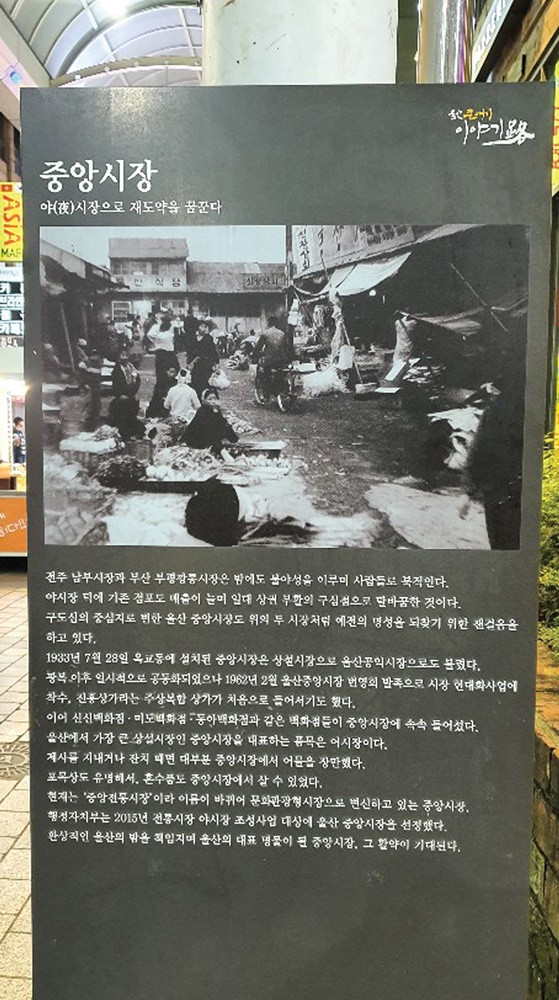 울산 큰애기
이야기路
중앙시장
야(夜)시장으로 재도약을 꿈꾼다
ASIA
MAR
전주 남부시장과 부산 부평깡통시장은 밤에도 불야성을 이루며 사람들로 북적인다.
야시장 덕에 기존 점포도 매출이 늘며 일대 상권 부활의 구심점으로 탈바꿈한 것이다.
구도심의 중심지로 변한 울산 중앙시장도 위의 두 시장처럼 예전의 명성을 되찾기 위한 잰걸음을
하고 있다.
1933년 7월 28일 옥교동에 설치된 중앙시장은 상설시장으로 울산공익시장으로도 불렸다.
광복 이후 일시적으로 공동화되었으나 1962년 2월 울산중앙시장 번영회 발족으로 시장 현대화사업에
착수, 진흥상가라는 주상복합 상가가 처음으로 들어서기도 했다.
이어 신신백화점·미도백화점·동아백화점과 같은 백화점들이 중앙시장에 속속 들어섰다.
울산에서 가장 큰 상설시장인 중앙시장을 대표하는 품목은 어시장이다.
제사를 지내거나 잔치 때면 대부분 중앙시장에서 어물을 장만했다.
포목상도 유명해서, 혼수품도 중앙시장에서 살 수 있었다.
현재는 '중앙전통시장'이라 이름이 바뀌어 문화관광형시장으로 변신하고 있는 중앙시장.
행정자치부는 2015년 전통시장 야시장 조성사업 대상에 울산 중앙시장을 선정했다.
환상적인 울산의 밤을 책임지며 울산의 대표 명물이 된 중앙시장, 그 활약이 기대된다.